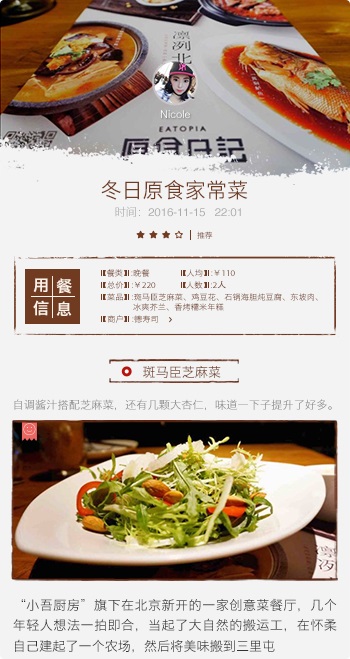 凛冽北
Nicole
EATOPIA
原食日記
冬日原食家常菜
时间：2016-11-15 22:01
推荐
用餐信息
餐类：晚餐 人均：¥110
总价：¥220 人数：2人
菜品：斑马臣芝麻菜、鸡豆花、石锅海胆炖豆腐、东坡肉、
冰爽芥兰、香烤糯米年糕
商户：德寿司
斑马臣芝麻菜
自调酱汁搭配芝麻菜，还有几颗大杏仁，味道一下子提升了好多。
凛冽
“小吾厨房”旗下在北京新开的一家创意菜餐厅，几个
年轻人想法一拍即合，当起了大自然的搬运工，在怀柔
自己建起了一个农场，然后将美味搬到三里屯